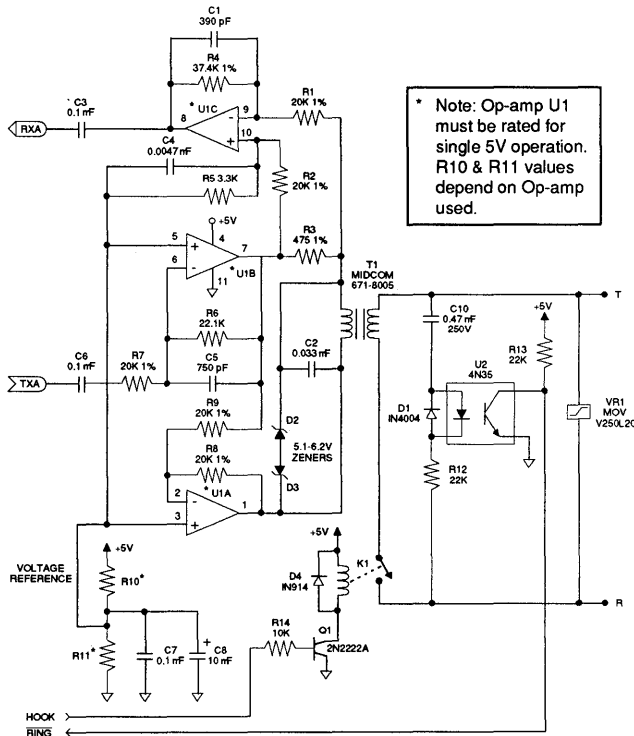 C1
390 pF
R4
37.4K 1%
C3
0.1 mF
* U1C
8
9
-
10
+
R1
20K 1%
RXA
C4
0.0047 mF
R5 3.3K
R2
20K 1%
* Note: Op-amp U1
must be rated for
single 5V operation.
R10 & R11 values
depend on Op-amp
used.
+5V
5
+
4
7
6
-
* U1B
11
R3
475 1%
T1
MIDCOM
671-8005
R6
22.1K
C5
750 pF
C6
0.1 mF
R7
20K 1%
TXA
C2
0.033 mF
C10
0.47 mF
250V
+5V
R13
22K
U2
4N35
D1
IN4004
VR1
MOV
V250L20
T
R9
20K 1%
R8
20K 1%
D2
5.1-6.2V
ZENERS
D3
* U1A
2
-
3
+
1
R12
22K
VOLTAGE
REFERENCE
+5V
R10*
R11*
C7
0.1 mF
+
C8
10 mF
+5V
D4
IN914
K1
R14
10K
Q1
2N2222A
R
HOOK
RING